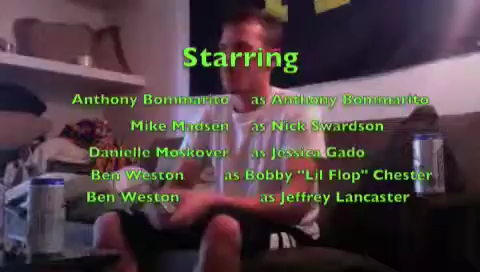 Starring
Anthony Bommarito as Anthony Bommarito
Mike Madsen as Nick Swardson
Danielle Moskover as Jessica Gado
Ben Weston as Bobby "Lil Flop" Chester
Ben Weston as Jeffrey Lancaster